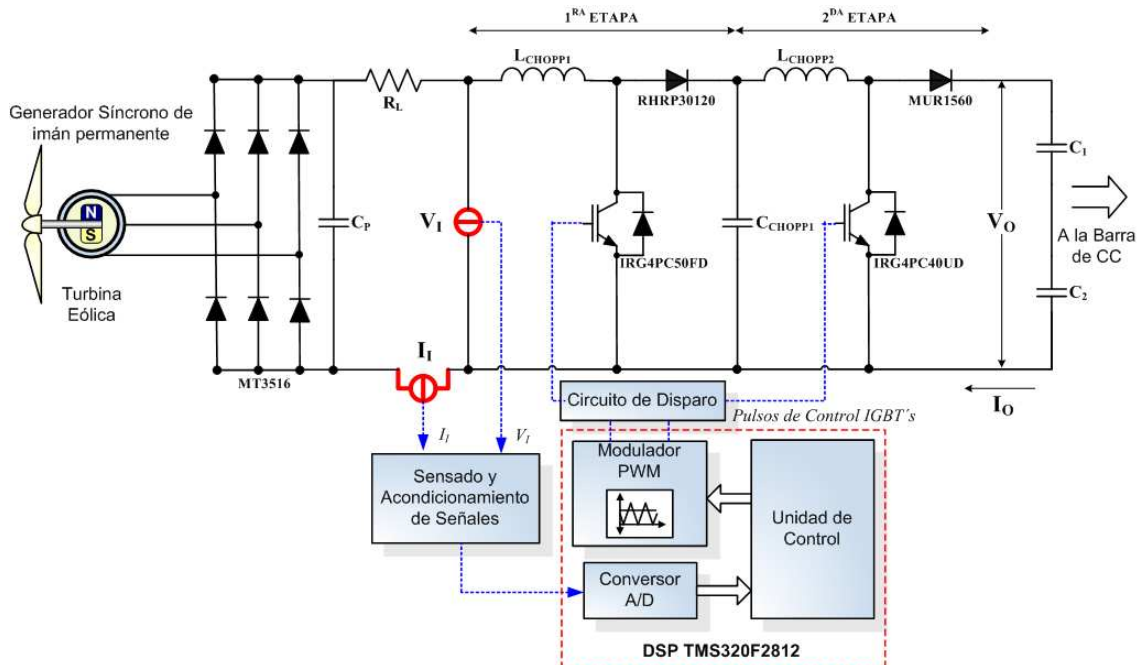 1RA ETAPA
2DA ETAPA
LCHOPP1
LCHOPP2
RL
RHRP30120
MUR1560
Generador Síncrono de
imán permanente
N
S
Turbina
Eólica
CP
VI
IRG4PC50FD
CCHOPP1
IRG4PC40UD
VO
C1
C2
A la Barra
de CC
MT3516
II
IO
Circuito de Disparo
Pulsos de Control IGBT´s
II
VI
Sensado y
Acondicionamiento
de Señales
Modulador
PWM
Unidad de
Control
Conversor
A/D
DSP TMS320F2812